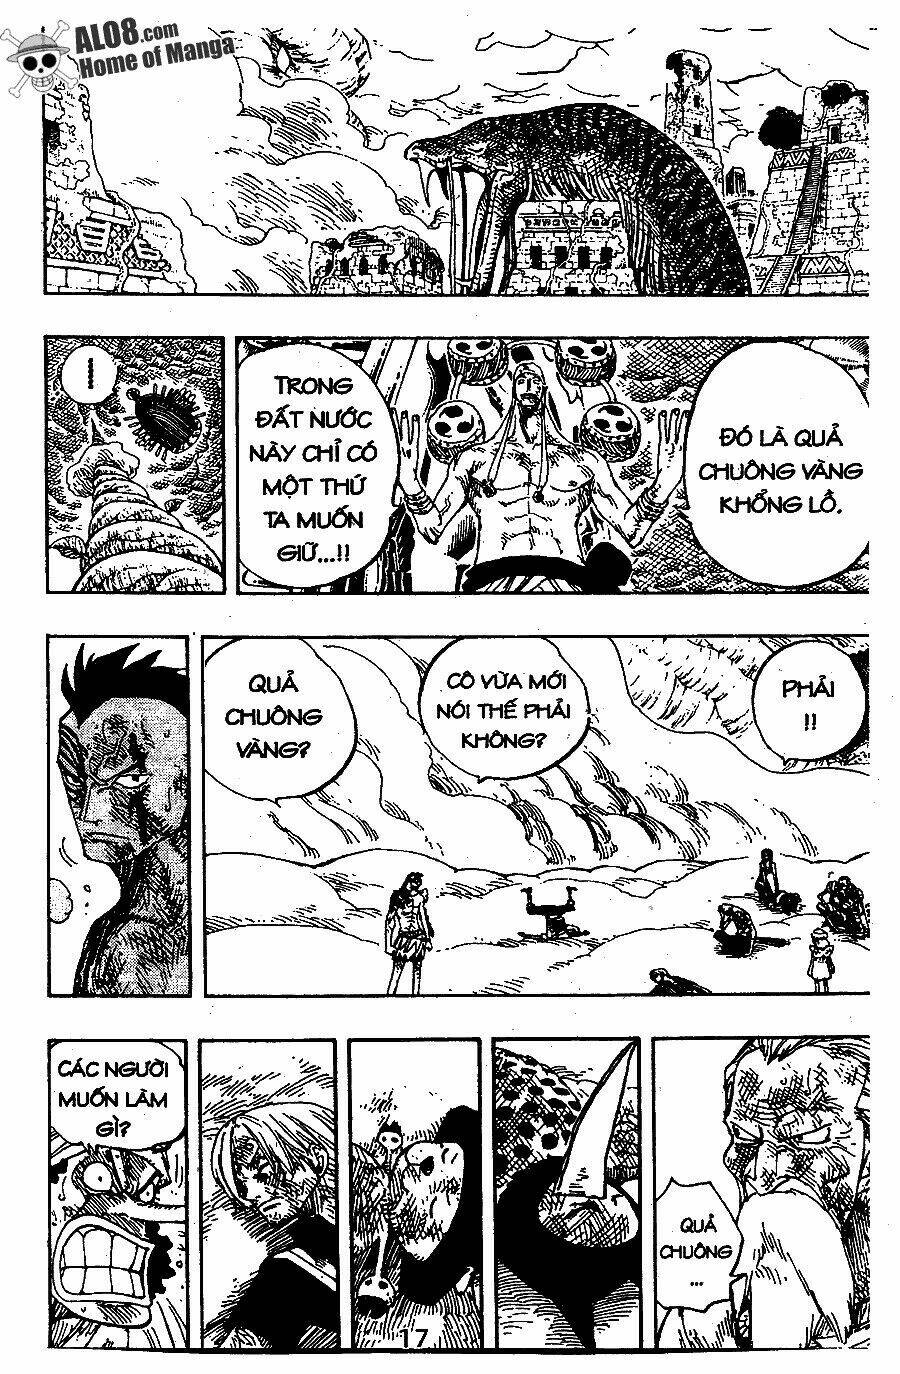 AL08.com
Home of Manga
ĐÓ LÀ QUẢ
CHUÔNG VÀNG
KHỔNG LỒ.
TRONG
ĐẤT NƯỚC
NÀY CHỈ CÓ
MỘT THỨ
TA MUỐN
GIỮ...!!
!
PHẢI
!!
CÔ VỪA MỚI
NÓI THẾ PHẢI
KHÔNG?
QUẢ
CHUÔNG
VÀNG?
QUẢ
CHUÔNG
...
CÁC NGƯỜI
MUỐN LÀM
GÌ?
17